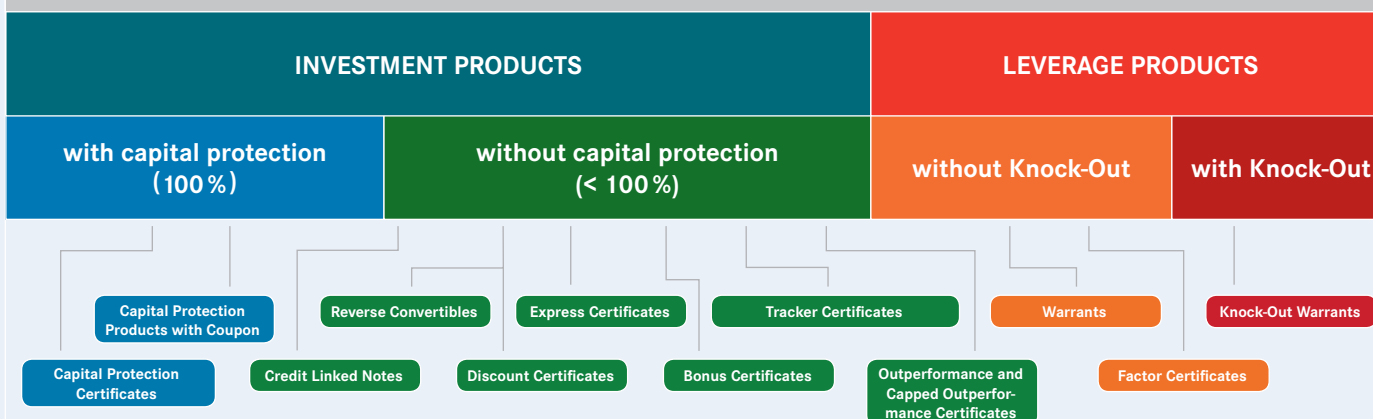 INVESTMENT PRODUCTS
LEVERAGE PRODUCTS
with capital protection
(100 %)
without capital protection
(< 100 %)
without Knock-Out
with Knock-Out
Capital Protection
Products with Coupon
Reverse Convertibles
Express Certificates
Tracker Certificates
Warrants
Knock-Out Warrants
Capital Protection
Certificates
Credit Linked Notes
Discount Certificates
Bonus Certificates
Outperformance and
Capped Outperfor-
mance Certificates
Factor Certificates